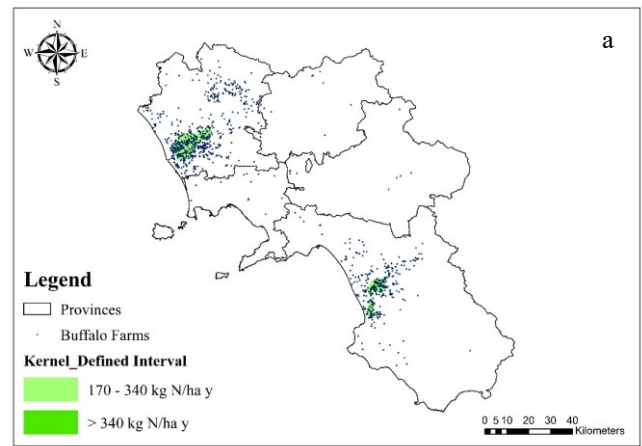 a
N
W E
S
Legend
Provinces
Buffalo Farms
Kernel_Defined Interval
170 - 340 kg N/ha y
> 340 kg N/ha y
0 5 10 20 30 40
Kilometers